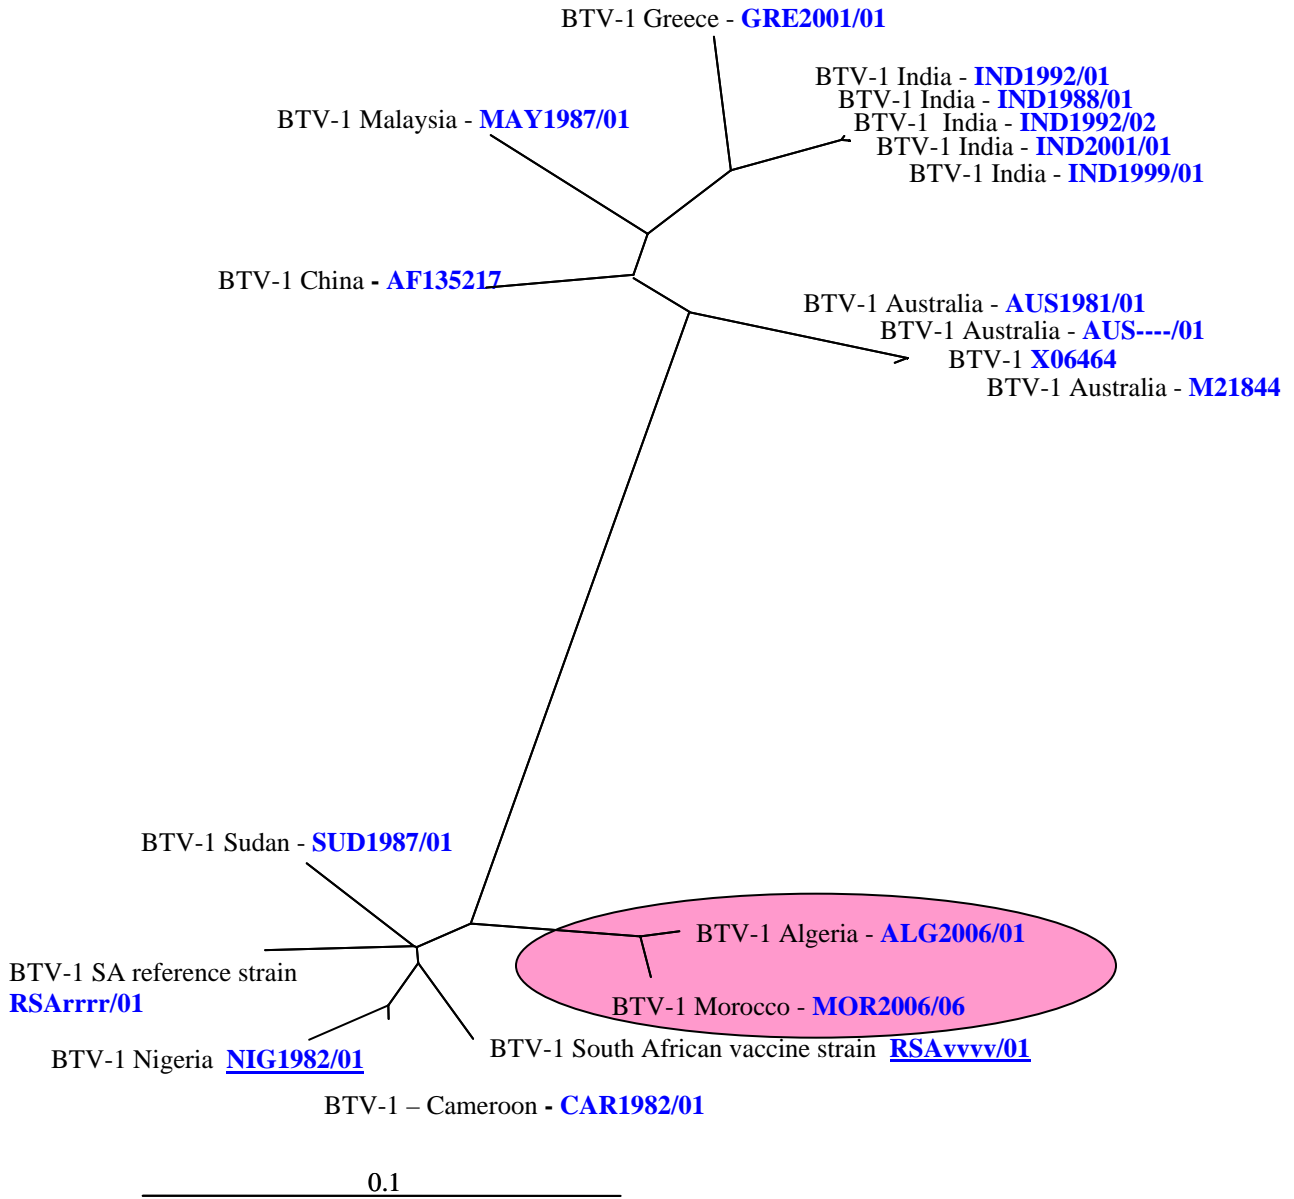 BTV-1 Greece - GRE2001/01
BTV-1 India - IND1992/01
BTV-1 India - IND1988/01
BTV-1 Malaysia - MAY1987/01
BTV-1 India - IND1992/02
BTV-1 India - IND2001/01
BTV-1 India - IND1999/01
BTV-1 China - AF135217
BTV-1 Australia - AUS1981/01
BTV-1 Australia - AUS----/01
BTV-1 X06464
BTV-1 Australia - M21844
BTV-1 Sudan - SUD1987/01
BTV-1 Algeria - ALG2006/01
BTV-1 SA reference strain
RSArrrr/01
BTV-1 Morocco - MOR2006/06
BTV-1 South African vaccine strain RSAvvvv/01
BTV-1 Nigeria NIG1982/01
BTV-1 – Cameroon - CAR1982/01
0.1